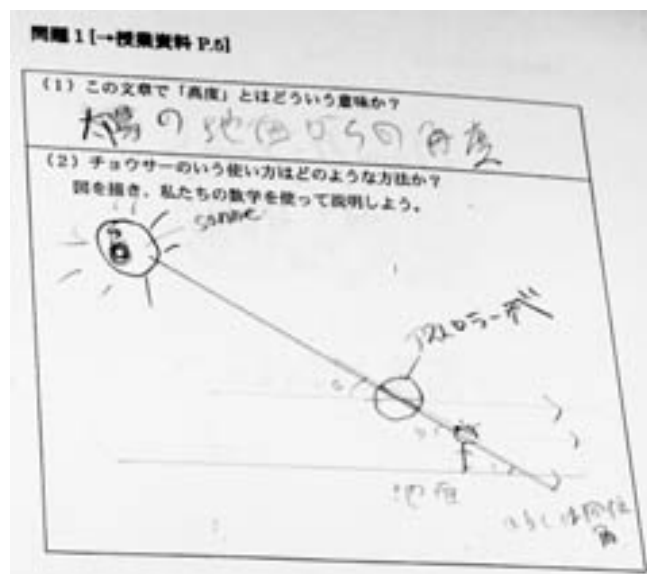 問題1[→授業資料 P.5]
(1)この文章で「高度」とはどういう意味か?
太陽の地面からの角度
(2)チョウサーのいう使い方はどのような方法か?
図を描き、私たちの数学を使って説明しよう。
sonne
アストロラーベ
地面
同位角